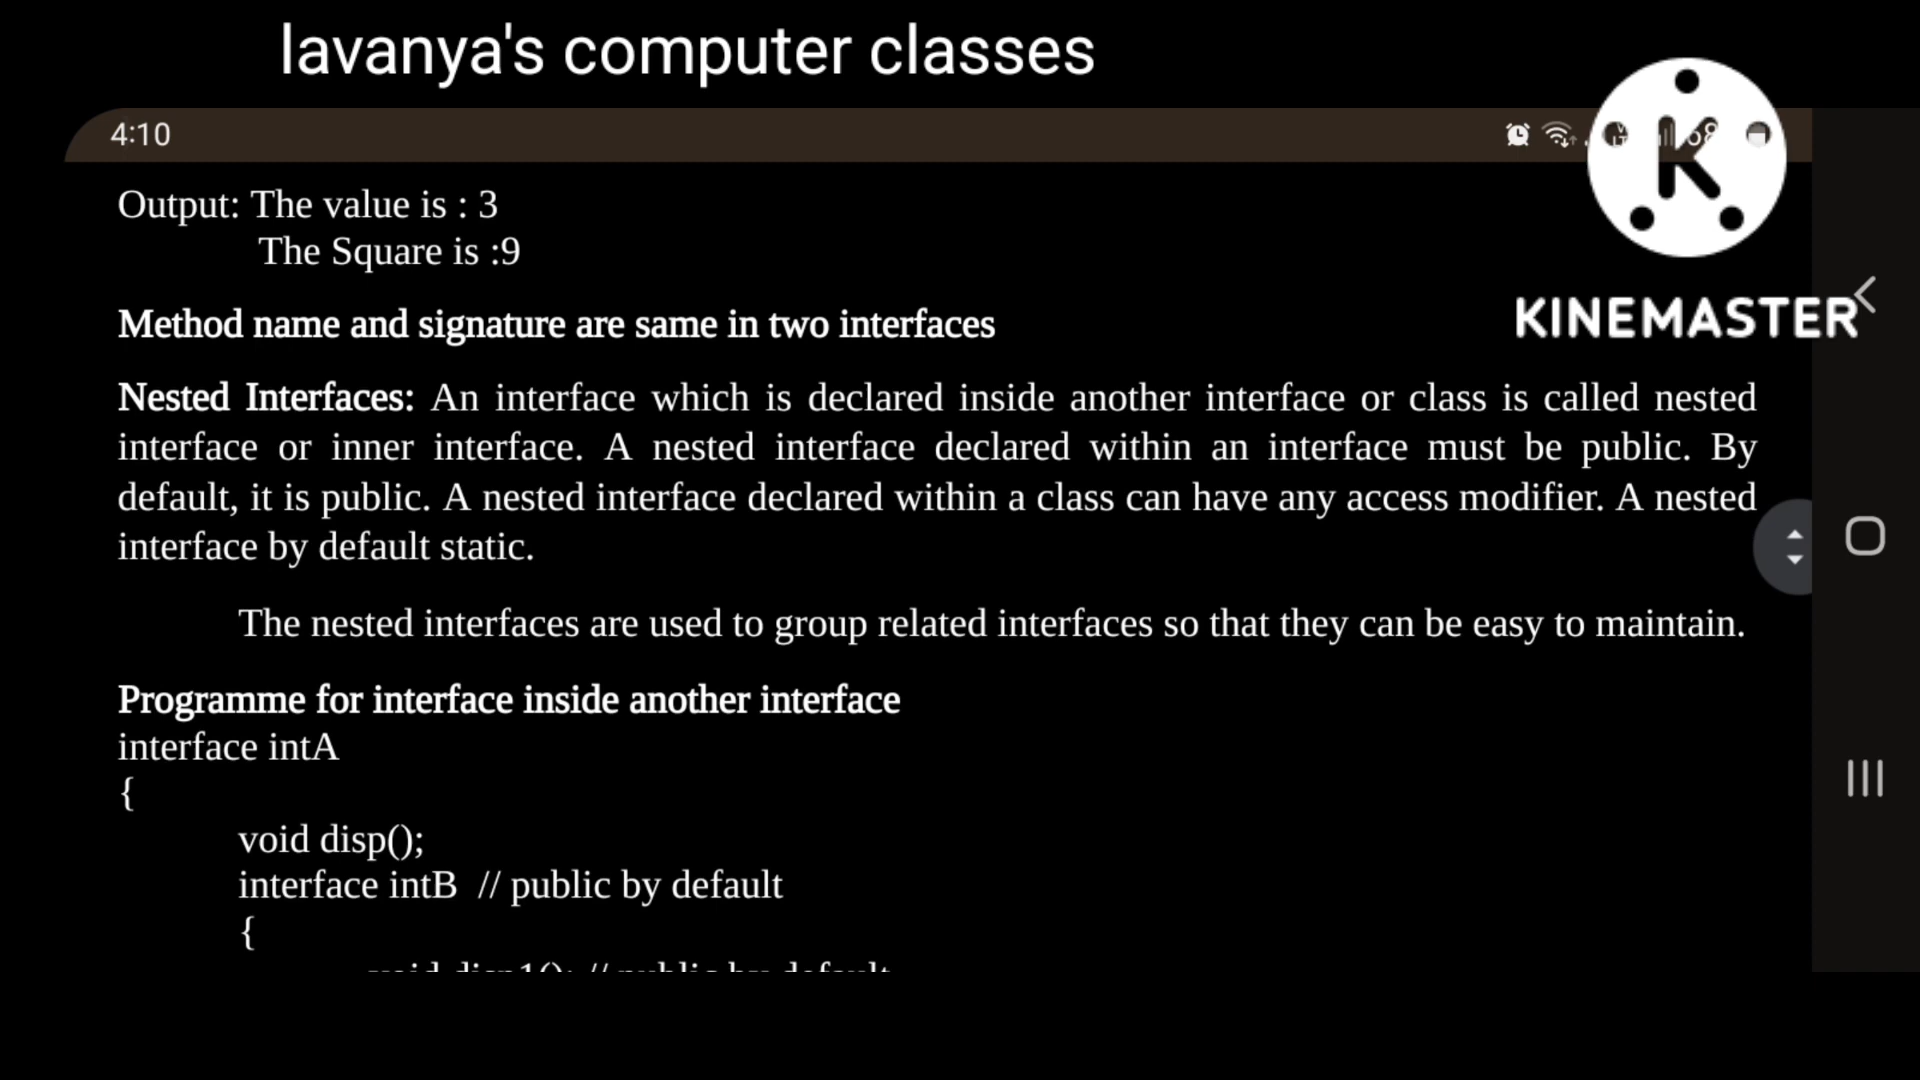 lavanya's computer classes
4:10
Output: The value is : 3
The Square is :9
KINEMASTER
Method name and signature are same in two interfaces
Nested Interfaces: An interface which is declared inside another interface or class is called nested
interface or inner interface. A nested interface declared within an interface must be public. By
default, it is public. A nested interface declared within a class can have any access modifier. A nested
interface by default static.
The nested interfaces are used to group related interfaces so that they can be easy to maintain.
Programme for interface inside another interface
interface intA
{
void disp();
interface intB // public by default
{
void disp1(); // public by default